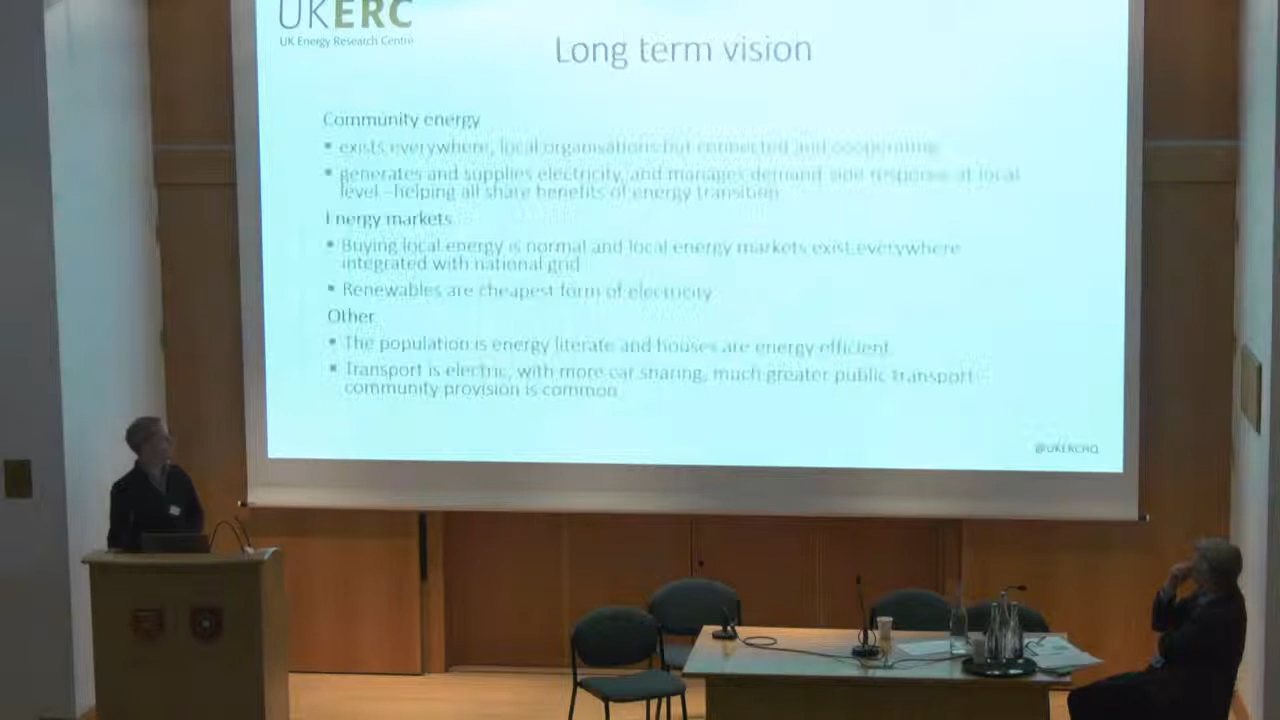 UKERC
UK Energy Research Centre
Long term vision
Community energy
▪ exists everywhere, local organisations but connected and cooperating
▪ generates and supplies electricity, and manages demand side response at local
level –helping all share benefits of energy transition
Energy markets
▪ Buying local energy is normal and local energy markets exist everywhere
integrated with national grid
▪ Renewables are cheapest form of electricity
Other
▪ The population is energy literate and houses are energy efficient
▪ Transport is electric, with more car sharing, much greater public transport
community provision is common
@UKERCHQ